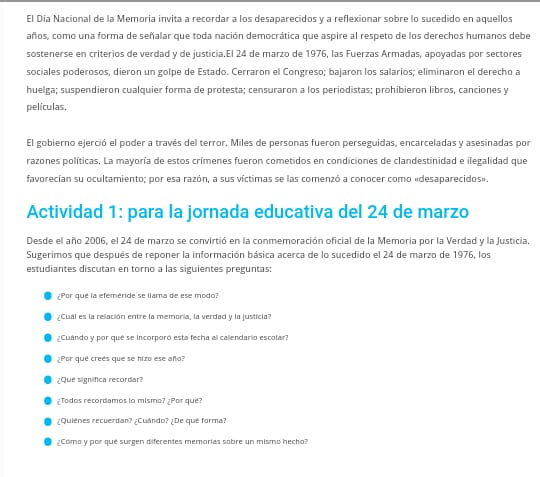 El Día Nacional de la Memoria invita a recordar a los desaparecidos y a reflexionar sobre lo sucedido en aquellos
años, como una forma de señalar que toda nación democrática que aspire al respeto de los derechos humanos debe
sostenerse en criterios de verdad y de justicia.El 24 de marzo de 1976, las Fuerzas Armadas, apoyadas por sectores
sociales poderosos, dieron un golpe de Estado. Cerraron el Congreso; bajaron los salarios; eliminaron el derecho a
huelga; suspendieron cualquier forma de protesta; censuraron a los periodistas; prohibieron libros, canciones y
películas.
El gobierno ejerció el poder a través del terror. Miles de personas fueron perseguidas, encarceladas y asesinadas por
razones políticas. La mayoría de estos crímenes fueron cometidos en condiciones de clandestinidad e ilegalidad que
favorecían su ocultamiento; por esa razón, a sus víctimas se las comenzó a conocer como «desaparecidos».
Actividad 1: para la jornada educativa del 24 de marzo
Desde el año 2006, el 24 de marzo se convirtió en la conmemoración oficial de la Memoria por la Verdad y la Justicia.
Sugerimos que después de reponer la información básica acerca de lo sucedido el 24 de marzo de 1976, los
estudiantes discutan en torno a las siguientes preguntas:
¿Por qué la efeméride se llama de ese modo?
¿Cuál es la relación entre la memoria, la verdad y la justicia?
¿Cuándo y por qué se incorporó esta fecha al calendario escolar?
¿Por qué creés que se hizo ese año?
¿Qué significa recordar?
¿Todos recordamos lo mismo? ¿Por qué?
¿Quiénes recuerdan? ¿Cuándo? ¿De qué forma?
¿Cómo y por qué surgen diferentes memorias sobre un mismo hecho?